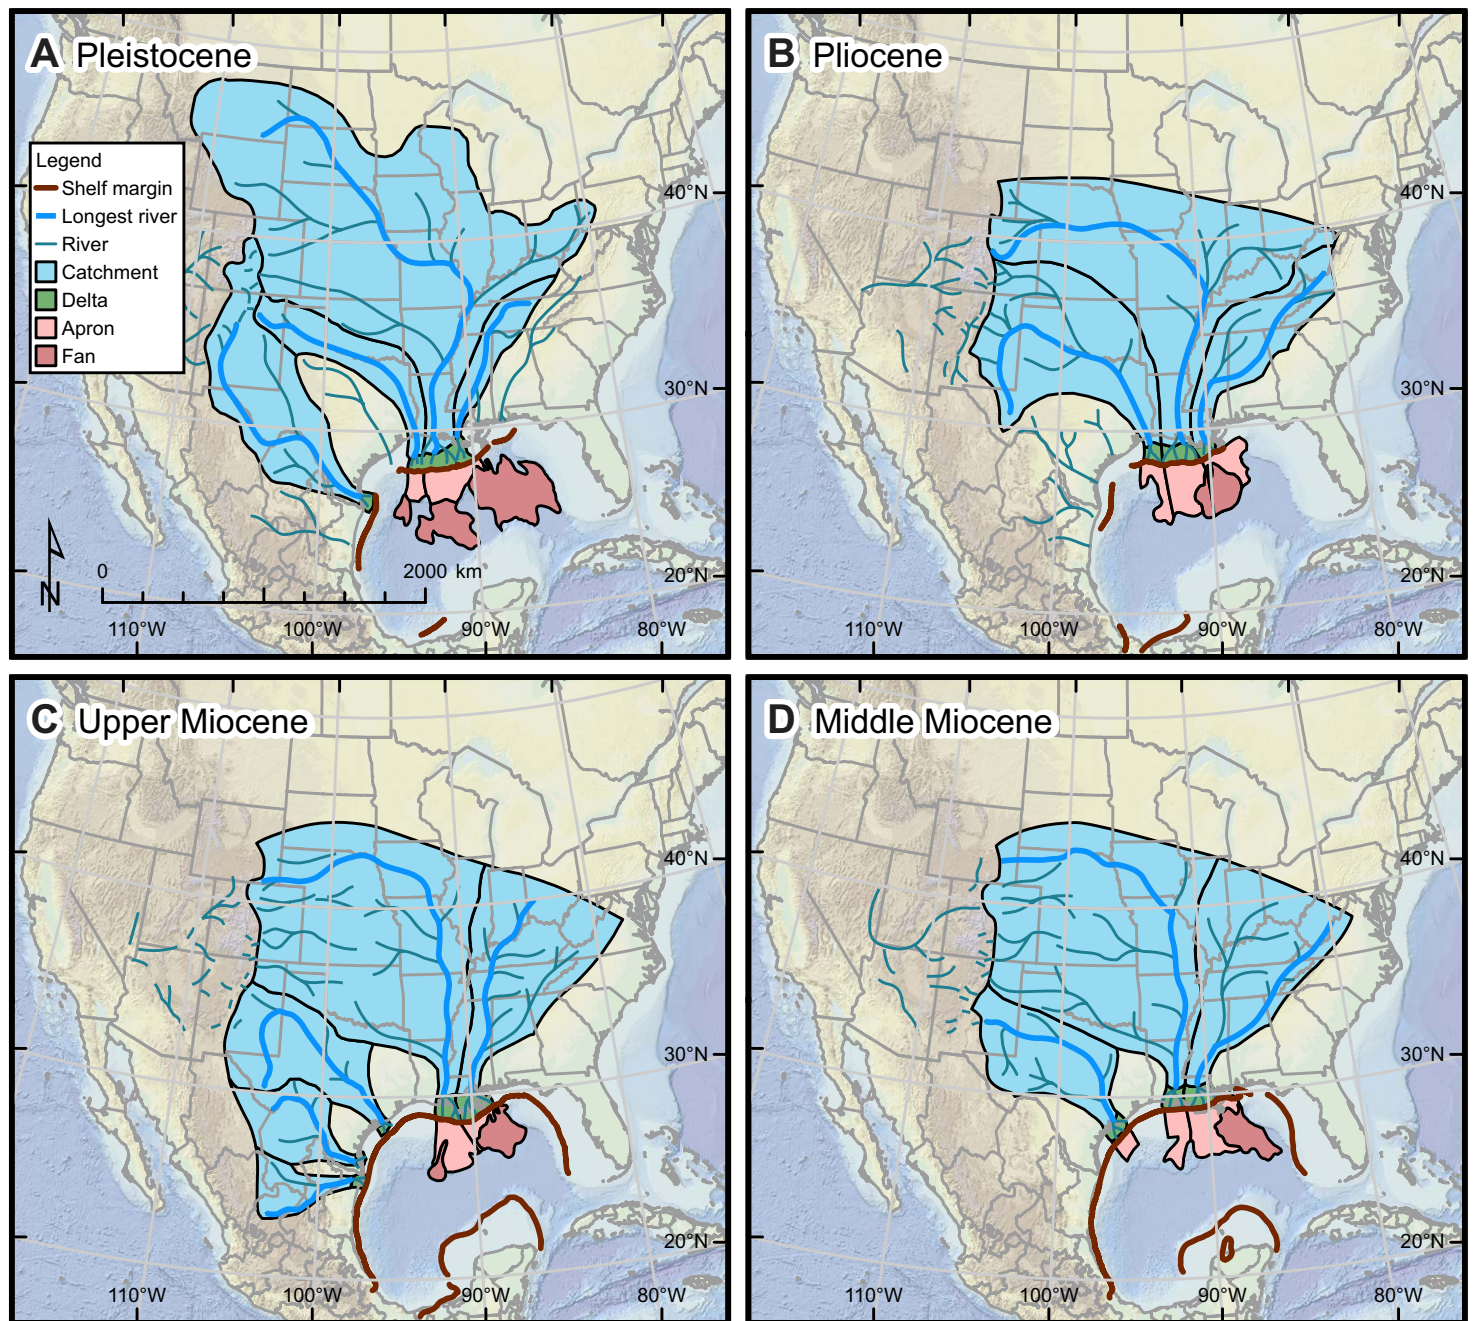 A Pleistocene
Legend
Shelf margin
Longest river
River
Catchment
Delta
Apron
Fan
N
0 2000 km
40°N
30°N
20°N
110°W 100°W 90°W 80°W
B Pliocene
40°N
30°N
20°N
110°W 100°W 90°W 80°W
C Upper Miocene
40°N
30°N
20°N
110°W 100°W 90°W 80°W
D Middle Miocene
40°N
30°N
20°N
110°W 100°W 90°W 80°W